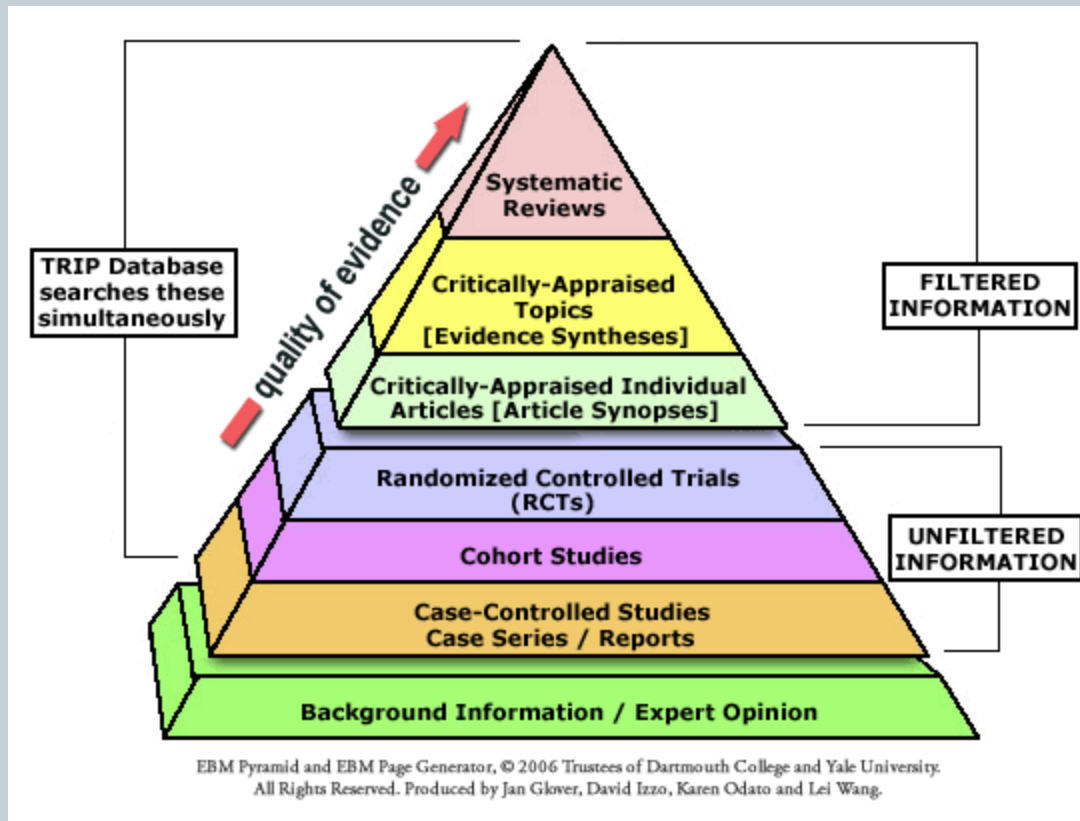 Systematic
Reviews
quality of evidence
TRIP Database
searches these
simultaneously
Critically-Appraised
Topics
[Evidence Syntheses]
FILTERED
INFORMATION
Critically-Appraised Individual
Articles [Article Synopses]
Randomized Controlled Trials
(RCTs)
UNFILTERED
INFORMATION
Cohort Studies
Case-Controlled Studies
Case Series / Reports
Background Information / Expert Opinion
EBM Pyramid and EBM Page Generator, © 2006 Trustees of Dartmouth College and Yale University.
All Rights Reserved. Produced by Jan Glover, David Izzo, Karen Odato and Lei Wang.